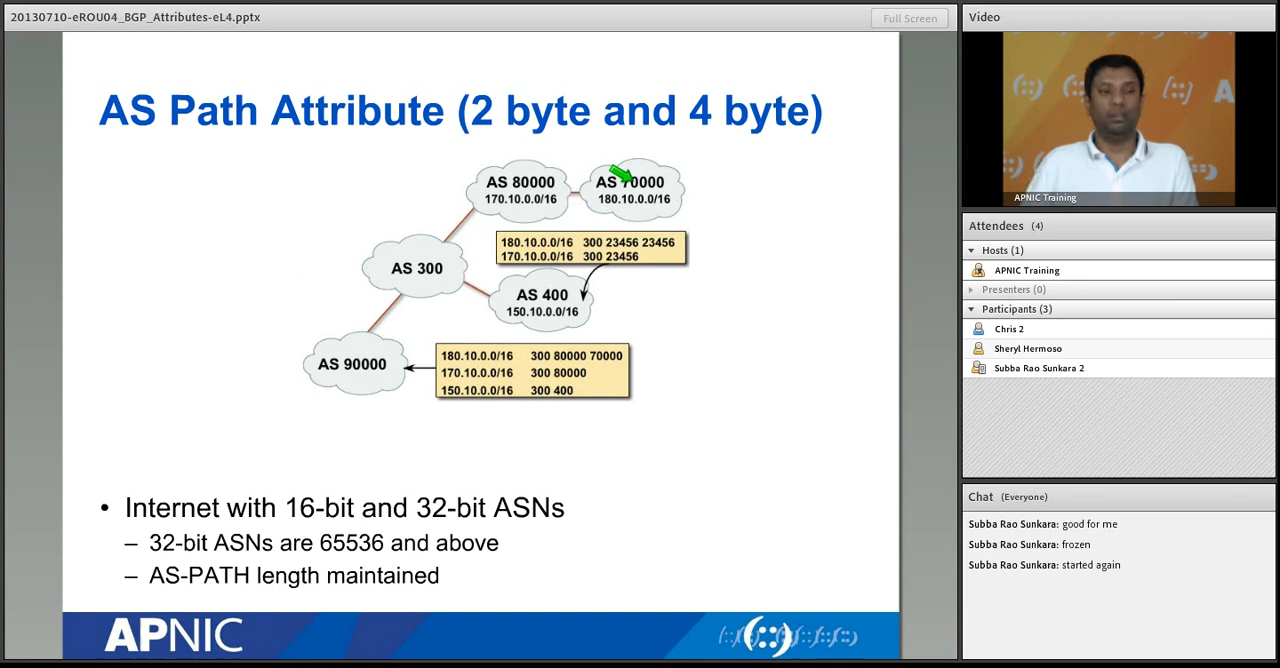 20130710-eROU04_BGP_Attributes-eL4.pptx
Full Screen
AS Path Attribute (2 byte and 4 byte)
AS 80000
170.10.0.0/16
AS 70000
180.10.0.0/16
180.10.0.0/16 300 23456 23456
170.10.0.0/16 300 23456
AS 300
AS 400
150.10.0.0/16
AS 90000
180.10.0.0/16 300 80000 70000
170.10.0.0/16 300 80000
150.10.0.0/16 300 400
• Internet with 16-bit and 32-bit ASNs
– 32-bit ASNs are 65536 and above
– AS-PATH length maintained
APNIC
Video
A
APNIC Training
Attendees (4)
Hosts (1)
APNIC Training
Presenters (0)
Participants (3)
Chris 2
Sheryl Hermoso
Subba Rao Sunkara 2
Chat (Everyone)
Subba Rao Sunkara: good for me
Subba Rao Sunkara: frozen
Subba Rao Sunkara: started again